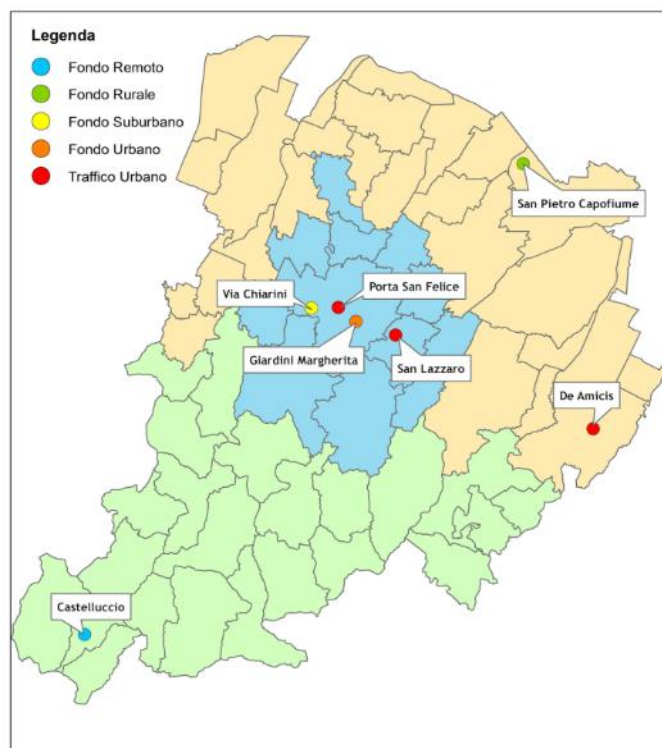 Legenda
Fondo Remoto
Fondo Rurale
Fondo Suburbano
Fondo Urbano
Traffico Urbano
San Pietro Capofiume
Via Chiarini
Porta San Felice
Giardini Margherita
San Lazzaro
De Amicis
Castelluccio